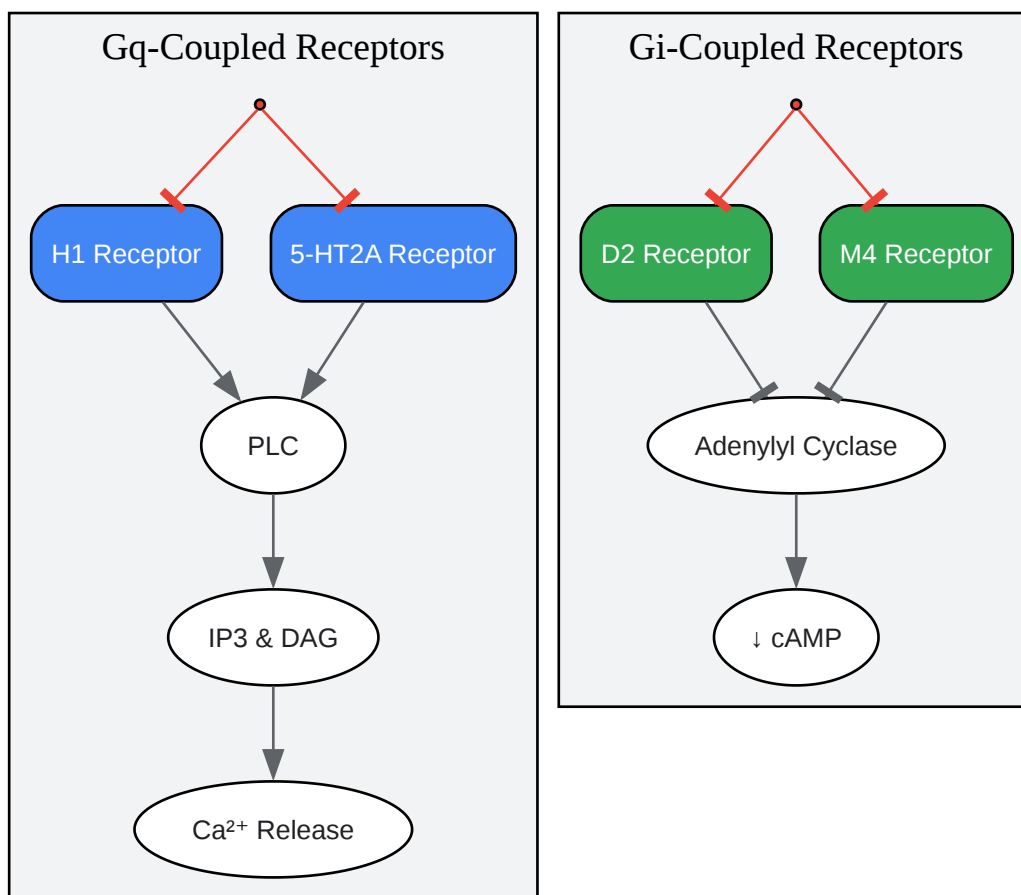 Gq-Coupled Receptors
H1 Receptor
5-HT2A Receptor
PLC
IP3 & DAG
Ca²⁺ Release
Gi-Coupled Receptors
D2 Receptor
M4 Receptor
Adenylyl Cyclase
↓ cAMP